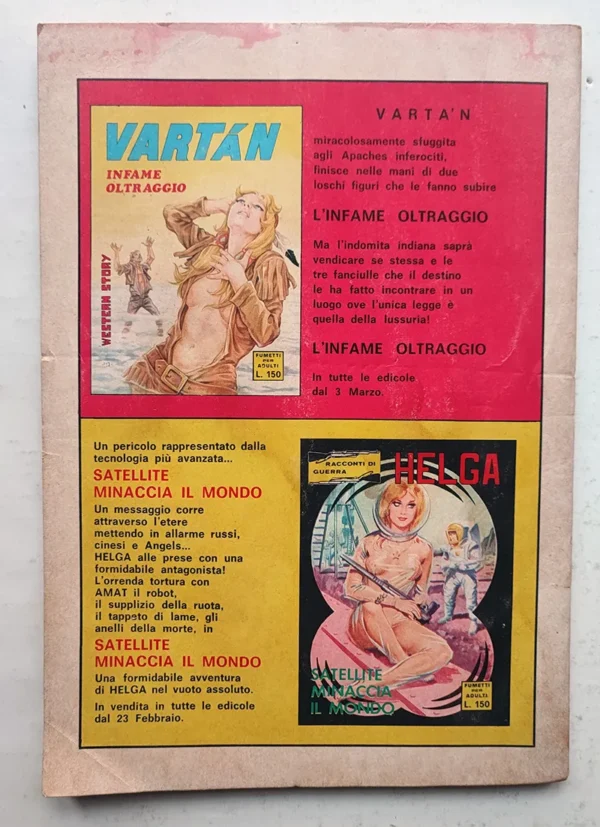 VARTÁN
INFAME
OLTRAGGIO
WESTERN STORY
FUMETTI
PER
ADULTI
L. 150
VARTA'N
miracolosamente sfuggita
agli Apaches inferociti,
finisce nelle mani di due
loschi figuri che le fanno subire
L'INFAME OLTRAGGIO
Ma l'indomita indiana saprà
vendicare se stessa e le
tre fanciulle che il destino
le ha fatto incontrare in un
luogo ove l'unica legge è
quella della lussuria!
L'INFAME OLTRAGGIO
In tutte le edicole
dal 3 Marzo.
Un pericolo rappresentato dalla
tecnologia più avanzata...
SATELLITE
MINACCIA IL MONDO
Un messaggio corre
attraverso l'etere
mettendo in allarme russi,
cinesi e Angels...
HELGA alle prese con una
formidabile antagonista!
L'orrenda tortura con
AMAT il robot,
il supplizio della ruota,
il tappeto di lame, gli
anelli della morte, in
SATELLITE
MINACCIA IL MONDO
Una formidabile avventura
di HELGA nel vuoto assoluto.
In vendita in tutte le edicole
dal 23 Febbraio.
RACCONTI DI
GUERRA
HELGA
SATELLITE
MINACCIA
IL MONDO
FUMETTI
PER
ADULTI
L. 150